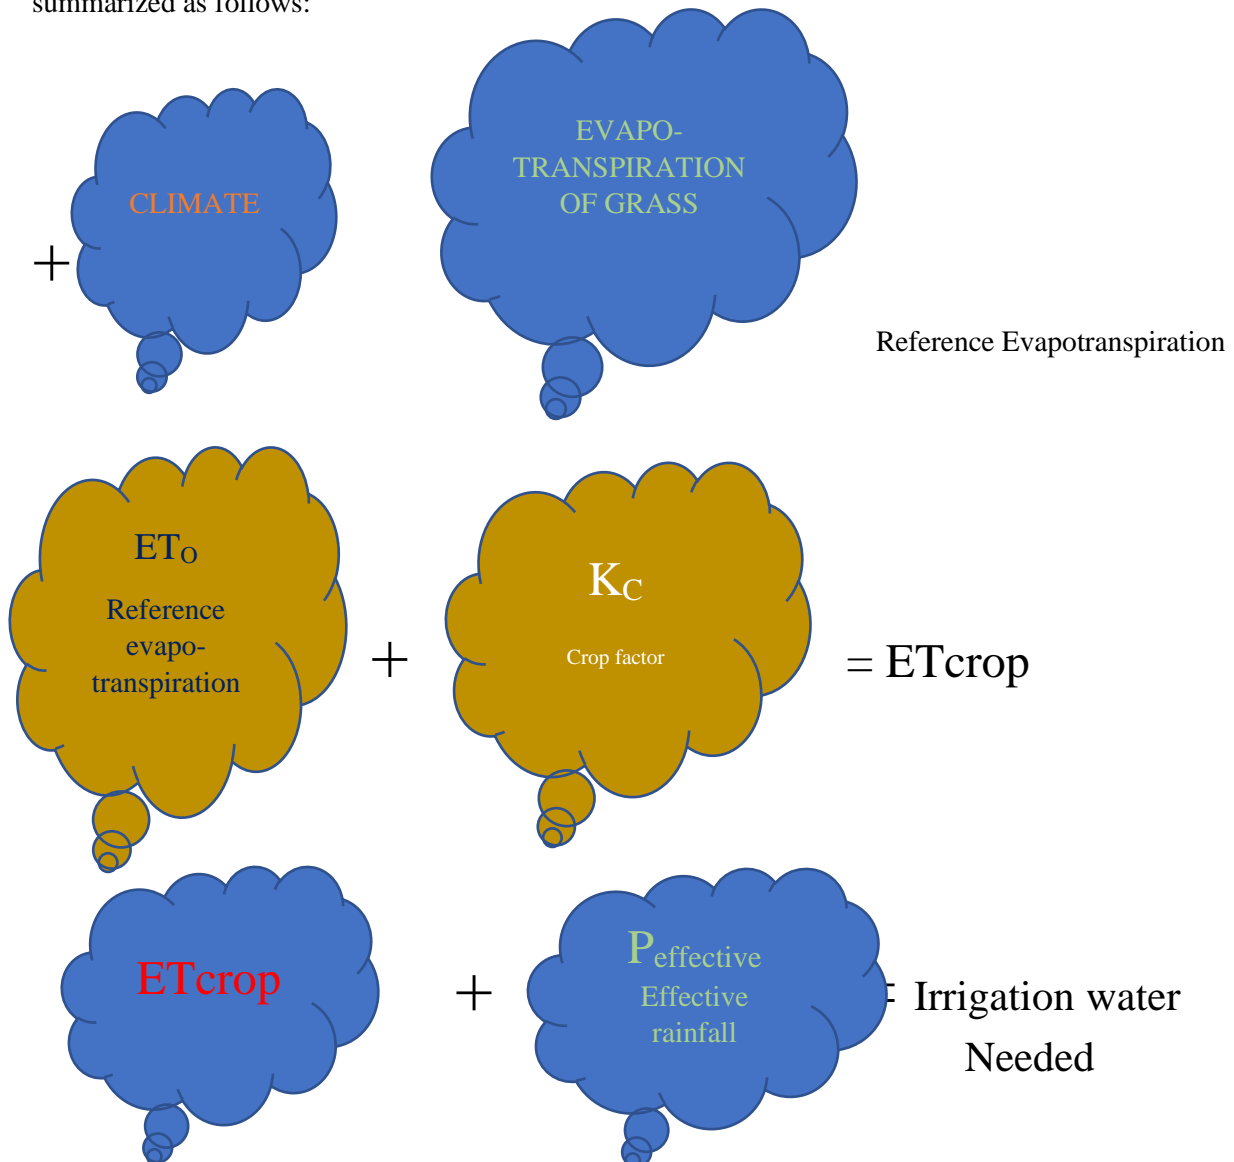 summarized as follows:
EVAPO-
TRANSPIRATION
OF GRASS
CLIMATE
+
Reference Evapotranspiration
ETO
Reference
evapo-
transpiration
+
KC
Crop factor
= ETcrop
ETcrop
+
Peffective
Effective
rainfall
= Irrigation water
Needed